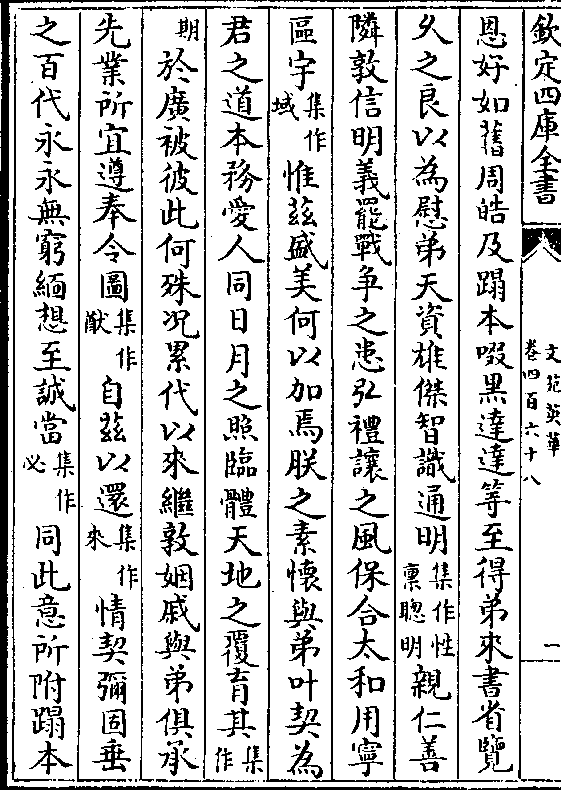 欽定四庫全書
文苑英華
卷四百六十八
一
恩好如舊周皓及蹋本啜黑達達等至得弟來書省覽
久之良以為慰弟天資雄傑智識通明集作性禀聰明親仁善
隣敦信明義罷戰爭之患弘禮讓之風保合太和用寧
區宇集作域惟兹盛美何以加焉朕之素懷與弟叶契為
君之道本務愛人同日月之照臨體天地之覆育其集作
期於廣被彼此何殊况累代以來繼敦姻戚與弟俱承
先業所宜遵奉令圖集作猷自兹以還集作來情契彌固垂
之百代永永無窮緬想至誠當集作必同此意所附蹋本